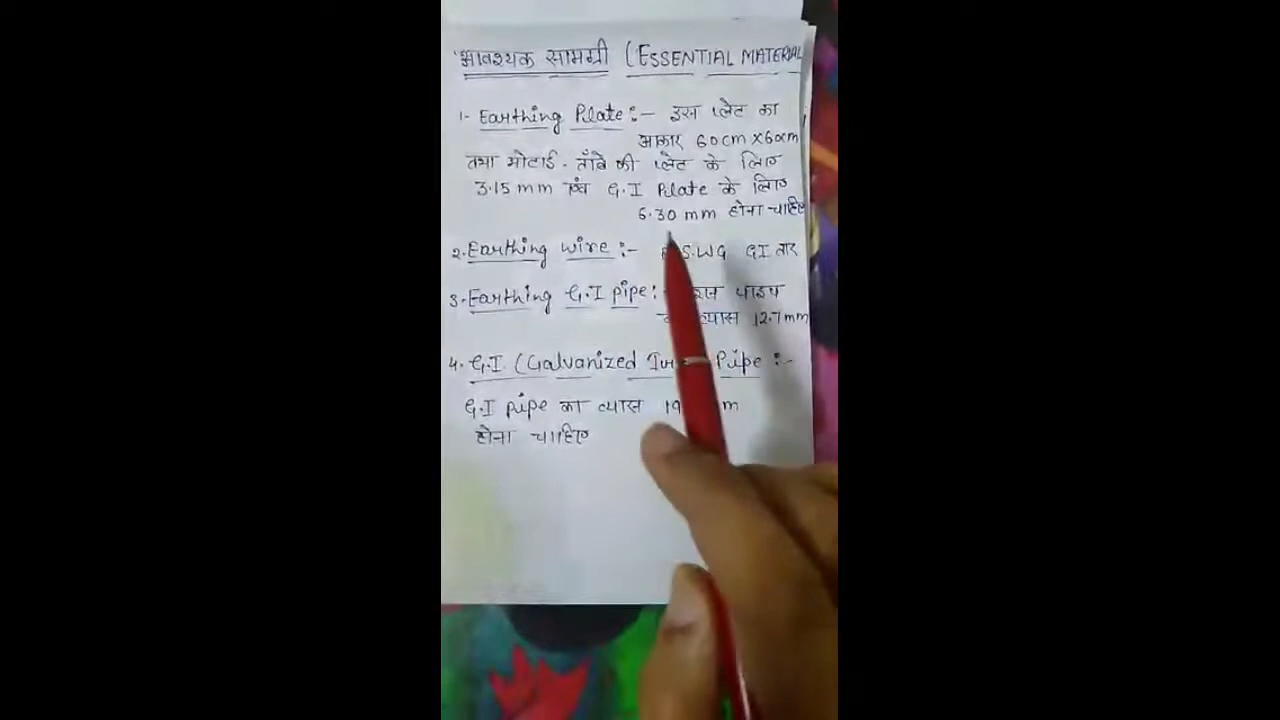 आवश्यक सामग्री (ESSENTIAL MATERIAL
1- Earthing Plate:- इस प्लेट का
आकार 60cm X 60cm
तथा मोटाई - ताँबे की प्लेट के लिए
3.15 mm एवं G.I Plate के लिए
6.30 mm होना चाहिए
2. Earthing wire:- S.WG GI तार
3. Earthing G.I pipe: पाइप
व्यास 12.7mm
4. G.I. (Galvanized Pipe:-
G.I pipe का व्यास
होना चाहिए